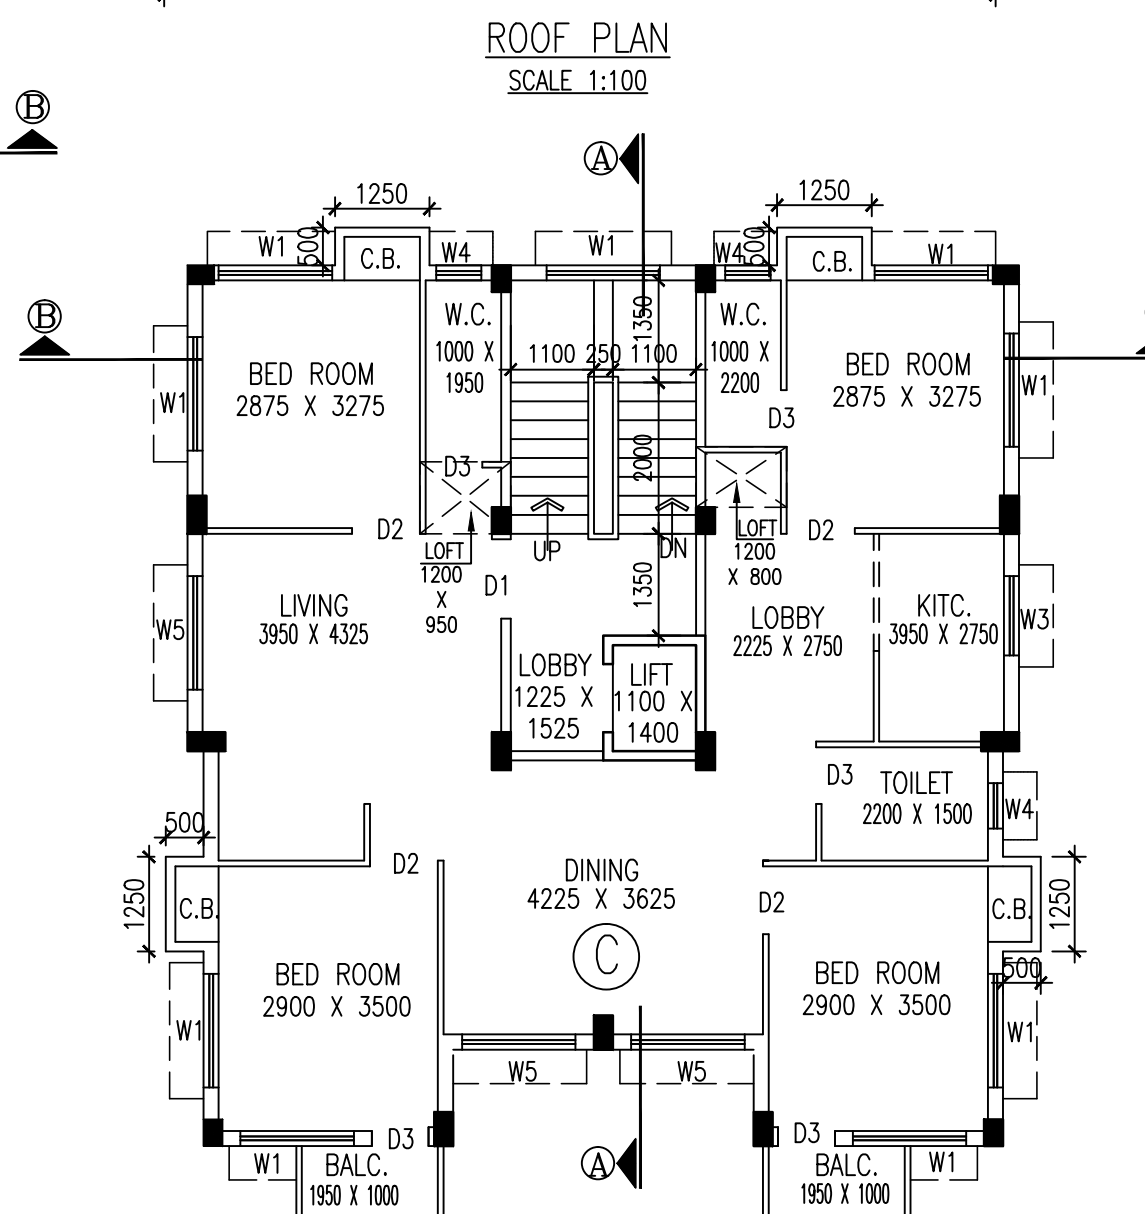 ROOF PLAN
SCALE 1:100
B
A
1250
1250
500
W1
C.B.
W4
W1
W4
500
C.B.
W1
B
W.C.
1000 X
1950
1350
W.C.
1000 X
2200
1100 250 1100
BED ROOM
2875 X 3275
BED ROOM
2875 X 3275
W1
W1
D3
D3
2000
D2
LOFT
1200
X
950
UP
DN
LOFT
1200
X 800
D2
D1
1350
LIVING
3950 X 4325
W5
LOBBY
2225 X 2750
KITC.
3950 X 2750
W3
LOBBY
1225 X
1525
LIFT
1100 X
1400
D3
TOILET
2200 X 1500
W4
500
D2
DINING
4225 X 3625
D2
1250
C.B.
C.B.
1250
C
500
BED ROOM
2900 X 3500
BED ROOM
2900 X 3500
W1
W1
W5
W5
D3
D3
W1
BALC.
1950 X 1000
A
BALC.
1950 X 1000
W1